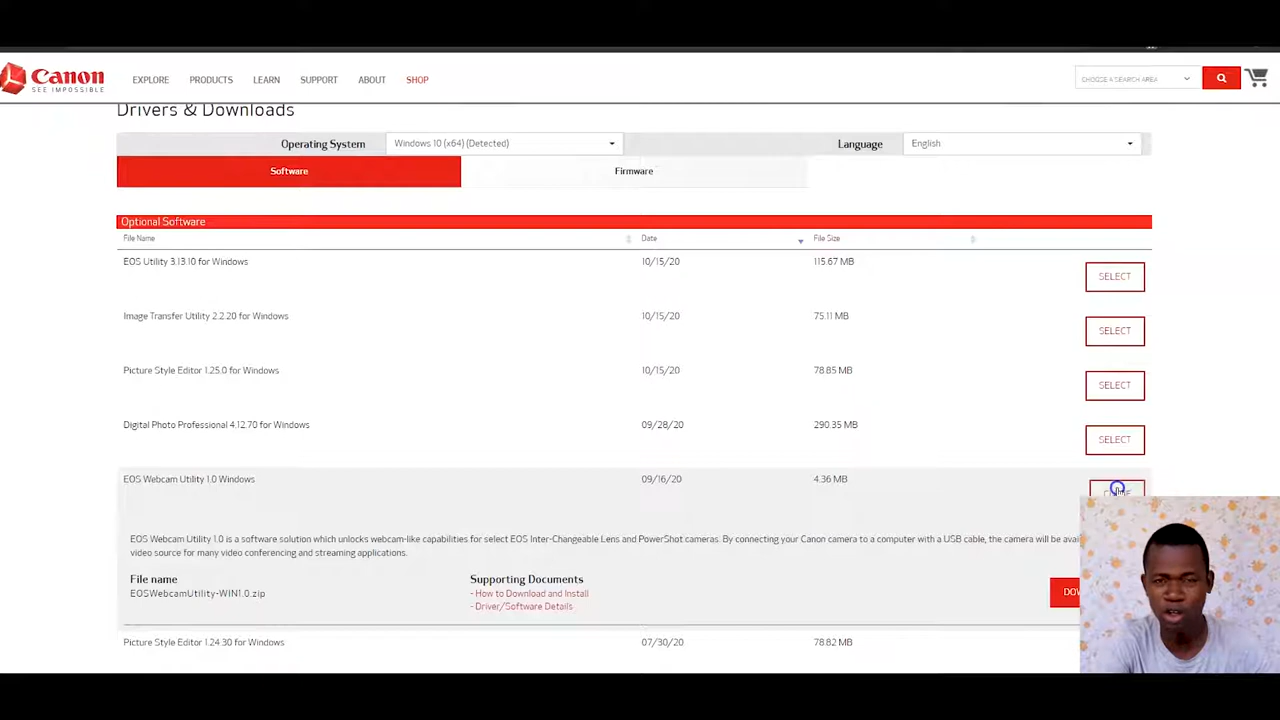 Canon
SEE IMPOSSIBLE
EXPLORE PRODUCTS LEARN SUPPORT ABOUT SHOP
CHOOSE A SEARCH AREA
Drivers & Downloads
Operating System Windows 10 (x64) (Detected) Language English
Software Firmware
Optional Software
File Name Date File Size
EOS Utility 3.13.10 for Windows 10/15/20 115.67 MB SELECT
Image Transfer Utility 2.2.20 for Windows 10/15/20 75.11 MB SELECT
Picture Style Editor 1.25.0 for Windows 10/15/20 78.85 MB SELECT
Digital Photo Professional 4.12.70 for Windows 09/28/20 290.35 MB SELECT
EOS Webcam Utility 1.0 Windows 09/16/20 4.36 MB
EOS Webcam Utility 1.0 is a software solution which unlocks webcam-like capabilities for select EOS Inter-Changeable Lens and PowerShot cameras. By connecting your Canon camera to a computer with a USB cable, the camera will be avai
video source for many video conferencing and streaming applications.
File name Supporting Documents
EOSWebcamUtility-WIN1.0.zip - How to Download and Install
- Driver/Software Details
DOW
Picture Style Editor 1.24.30 for Windows 07/30/20 78.82 MB